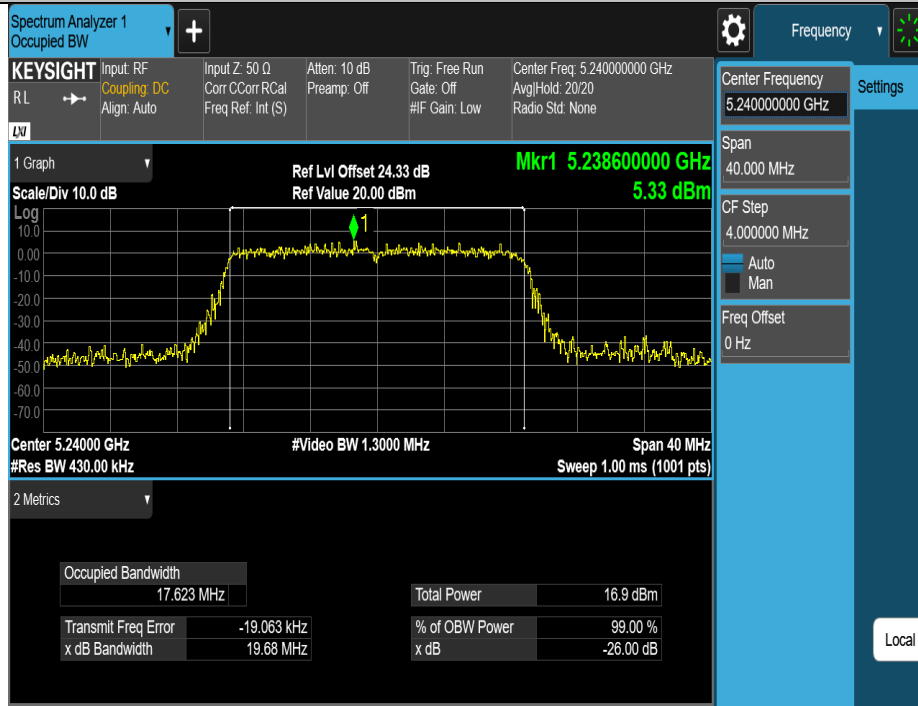 Spectrum Analyzer 1
Occupied BW
+
Frequency
KEYSIGHT
R L
LXI
Input: RF
Coupling: DC
Align: Auto
Input Z: 50 Ω
Corr CCorr RCal
Freq Ref: Int (S)
Atten: 10 dB
Preamp: Off
Trig: Free Run
Gate: Off
#IF Gain: Low
Center Freq: 5.240000000 GHz
Avg|Hold: 20/20
Radio Std: None
Center Frequency
5.240000000 GHz
Settings
Span
40.000 MHz
CF Step
4.000000 MHz
Auto
Man
Freq Offset
0 Hz
Local
1 Graph
Scale/Div 10.0 dB
Ref Lvl Offset 24.33 dB
Ref Value 20.00 dBm
Mkr1 5.238600000 GHz
5.33 dBm
Log
10.0
0.00
-10.0
-20.0
-30.0
-40.0
-50.0
-60.0
-70.0
1
Center 5.24000 GHz
#Video BW 1.3000 MHz
Span 40 MHz
#Res BW 430.00 kHz
Sweep 1.00 ms (1001 pts)
2 Metrics
Occupied Bandwidth
17.623 MHz
Total Power 16.9 dBm
Transmit Freq Error -19.063 kHz
% of OBW Power 99.00 %
x dB Bandwidth 19.68 MHz
x dB -26.00 dB